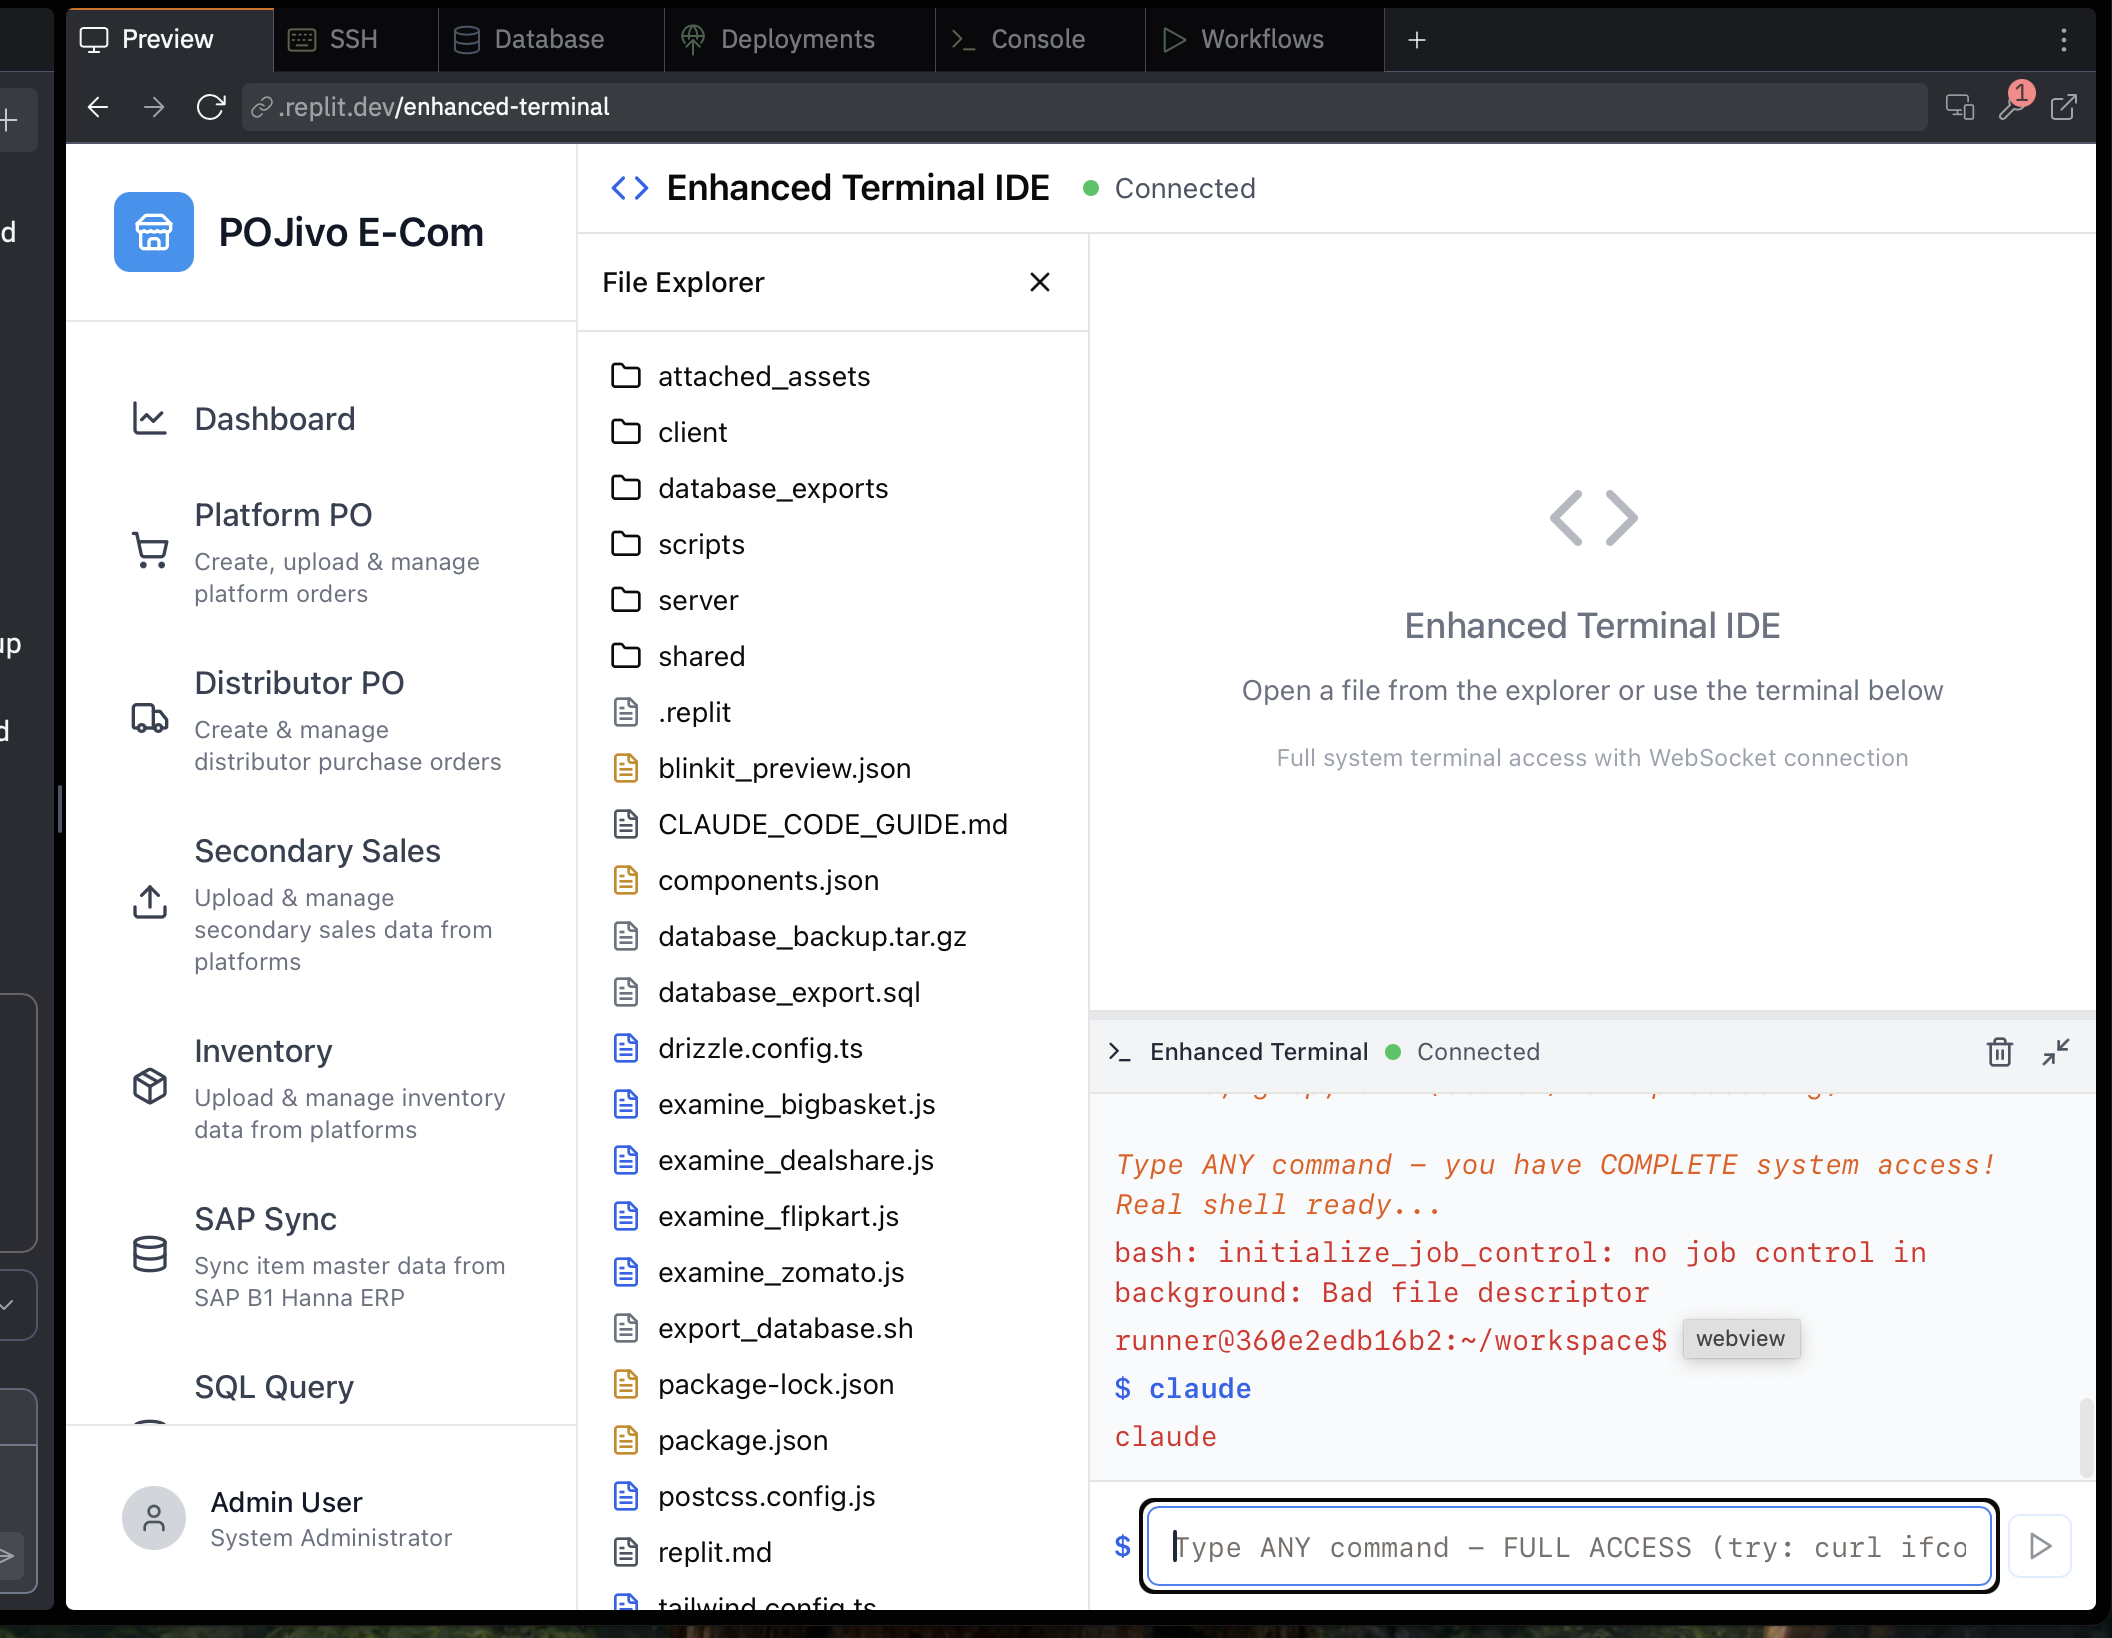 Preview
SSH
Database
Deployments
Console
Workflows
.replit.dev/enhanced-terminal
1
d
up
d
POJivo E-Com
Dashboard
Platform PO
Create, upload & manage
platform orders
Distributor PO
Create & manage
distributor purchase orders
Secondary Sales
Upload & manage
secondary sales data from
platforms
Inventory
Upload & manage inventory
data from platforms
SAP Sync
Sync item master data from
SAP B1 Hanna ERP
SQL Query
Admin User
System Administrator
Enhanced Terminal IDE
Connected
File Explorer
attached_assets
client
database_exports
scripts
server
shared
.replit
blinkit_preview.json
CLAUDE_CODE_GUIDE.md
components.json
database_backup.tar.gz
database_export.sql
drizzle.config.ts
examine_bigbasket.js
examine_dealshare.js
examine_flipkart.js
examine_zomato.js
export_database.sh
package-lock.json
package.json
postcss.config.js
replit.md
tailwind.config.ts
Enhanced Terminal IDE
Open a file from the explorer or use the terminal below
Full system terminal access with WebSocket connection
>_ Enhanced Terminal
Connected
Type ANY command – you have COMPLETE system access!
Real shell ready...
bash: initialize_job_control: no job control in
background: Bad file descriptor
runner@360e2edb16b2:~/workspace$
webview
$ claude
claude
$ Type ANY command – FULL ACCESS (try: curl ifco